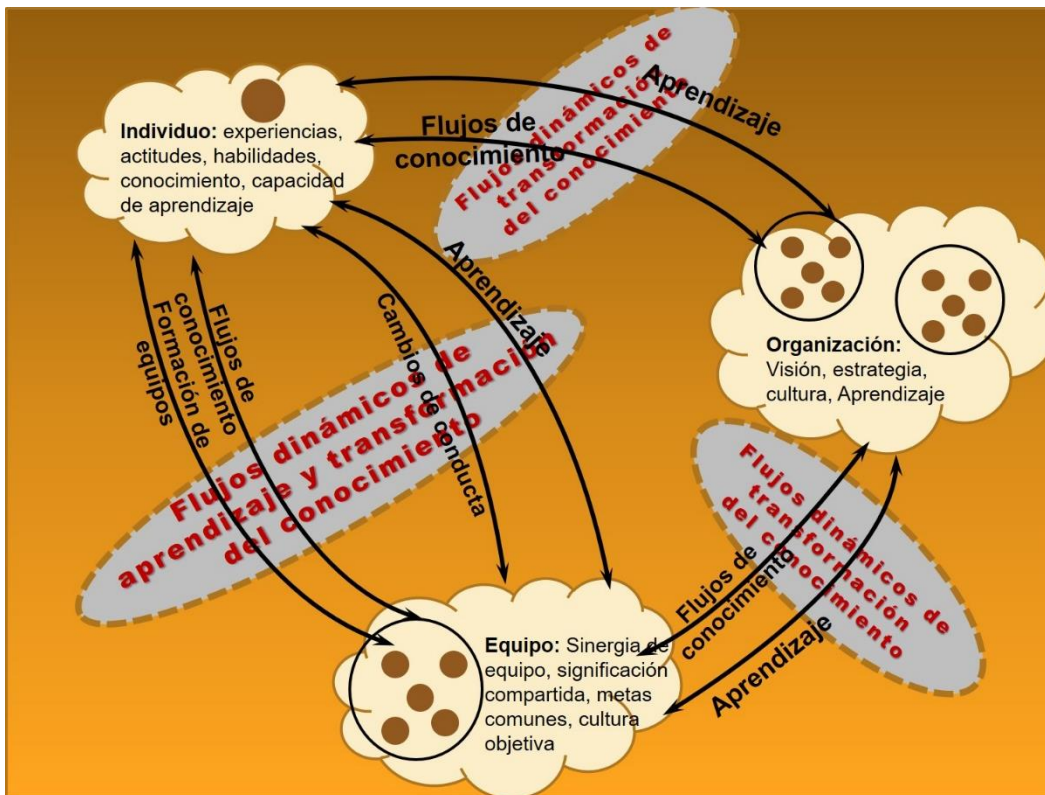 Individuo: experiencias,
actitudes, habilidades,
conocimiento, capacidad
de aprendizaje
Flujos de
conocimiento
Aprendizaje
Flujos dinámicos de
transformación
del conocimiento
Organización:
Visión, estrategia,
cultura, Aprendizaje
Formación de
equipos
Flujos de
conocimiento
Cambios de conducta
Aprendizaje
Flujos dinámicos de
aprendizaje y transformación
del conocimiento
Flujos dinámicos de
transformación
del conocimiento
Flujos de
conocimiento
Aprendizaje
Equipo: Sinergia de
equipo, significación
compartida, metas
comunes, cultura
objetiva